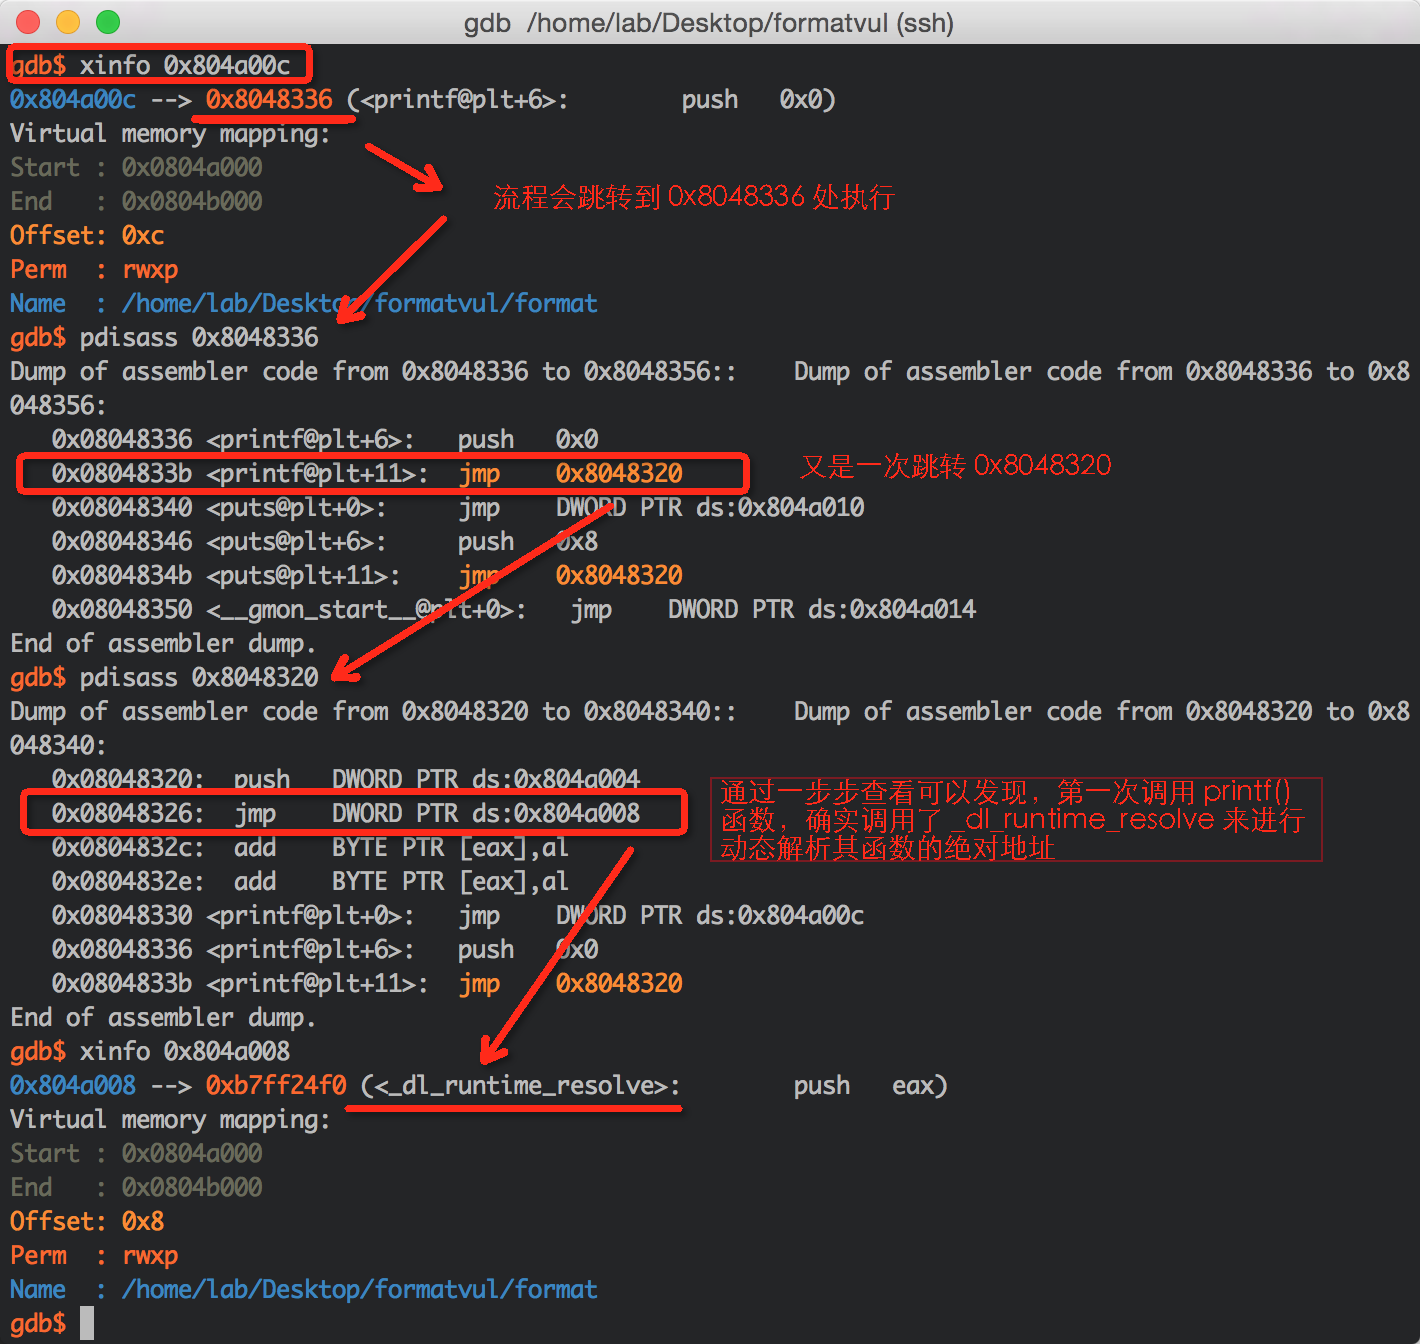 gdb  /home/lab/Desktop/formatvul (ssh)
gdb$ xinfo 0x804a00c
0x804a00c --> 0x8048336 (<printf@plt+6>:        push   0x0)
Virtual memory mapping:
Start : 0x0804a000
End   : 0x0804b000
流程会跳转到 0x8048336 处执行
Offset: 0xc
Perm  : rwxp
Name  : /home/lab/Desktop/formatvul/format
gdb$ pdisass 0x8048336
Dump of assembler code from 0x8048336 to 0x8048356::    Dump of assembler code from 0x8048336 to 0x8
048356:
   0x08048336 <printf@plt+6>:   push   0x0
   0x0804833b <printf@plt+11>:  jmp    0x8048320
又是一次跳转 0x8048320
   0x08048340 <puts@plt+0>:     jmp    DWORD PTR ds:0x804a010
   0x08048346 <puts@plt+6>:     push   0x8
   0x0804834b <puts@plt+11>:    jmp    0x8048320
   0x08048350 <__gmon_start__@plt+0>:   jmp    DWORD PTR ds:0x804a014
End of assembler dump.
gdb$ pdisass 0x8048320
Dump of assembler code from 0x8048320 to 0x8048340::    Dump of assembler code from 0x8048320 to 0x8
048340:
   0x08048320:  push   DWORD PTR ds:0x804a004
   0x08048326:  jmp    DWORD PTR ds:0x804a008
通过一步步查看可以发现，第一次调用 printf()
函数，确实调用了 _dl_runtime_resolve 来进行
动态解析其函数的绝对地址
   0x0804832c:  add    BYTE PTR [eax],al
   0x0804832e:  add    BYTE PTR [eax],al
   0x08048330 <printf@plt+0>:   jmp    DWORD PTR ds:0x804a00c
   0x08048336 <printf@plt+6>:   push   0x0
   0x0804833b <printf@plt+11>:  jmp    0x8048320
End of assembler dump.
gdb$ xinfo 0x804a008
0x804a008 --> 0xb7ff24f0 (<_dl_runtime_resolve>:        push   eax)
Virtual memory mapping:
Start : 0x0804a000
End   : 0x0804b000
Offset: 0x8
Perm  : rwxp
Name  : /home/lab/Desktop/formatvul/format
gdb$